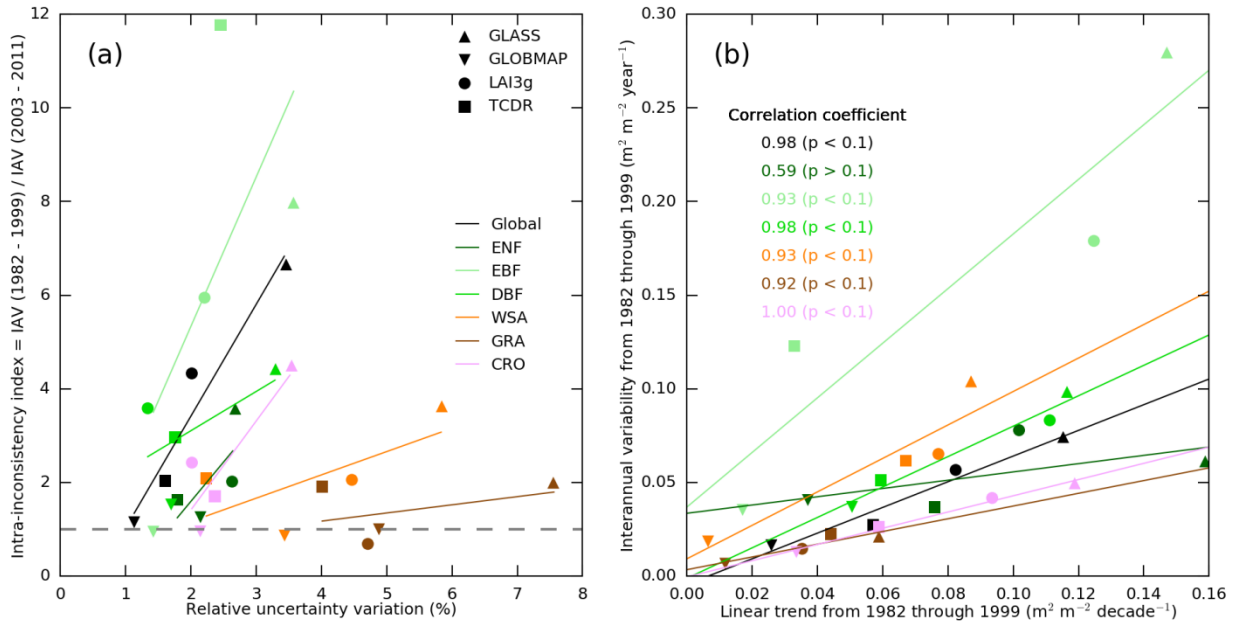 (a)
GLASS
GLOBMAP
LAI3g
TCDR
Global
ENF
EBF
DBF
WSA
GRA
CRO
12
10
8
6
4
2
0
0 1 2 3 4 5 6 7 8
Relative uncertainty variation (%)
Intra-inconsistency index = IAV (1982 - 1999) / IAV (2003 - 2011)
(b)
Correlation coefficient
0.98 (p < 0.1)
0.59 (p > 0.1)
0.93 (p < 0.1)
0.98 (p < 0.1)
0.93 (p < 0.1)
0.92 (p < 0.1)
1.00 (p < 0.1)
0.30
0.25
0.20
0.15
0.10
0.05
0.00
0.00 0.02 0.04 0.06 0.08 0.10 0.12 0.14 0.16
Linear trend from 1982 through 1999 (m² m⁻² decade⁻¹)
Interannual variability from 1982 through 1999 (m² m⁻² year⁻¹)